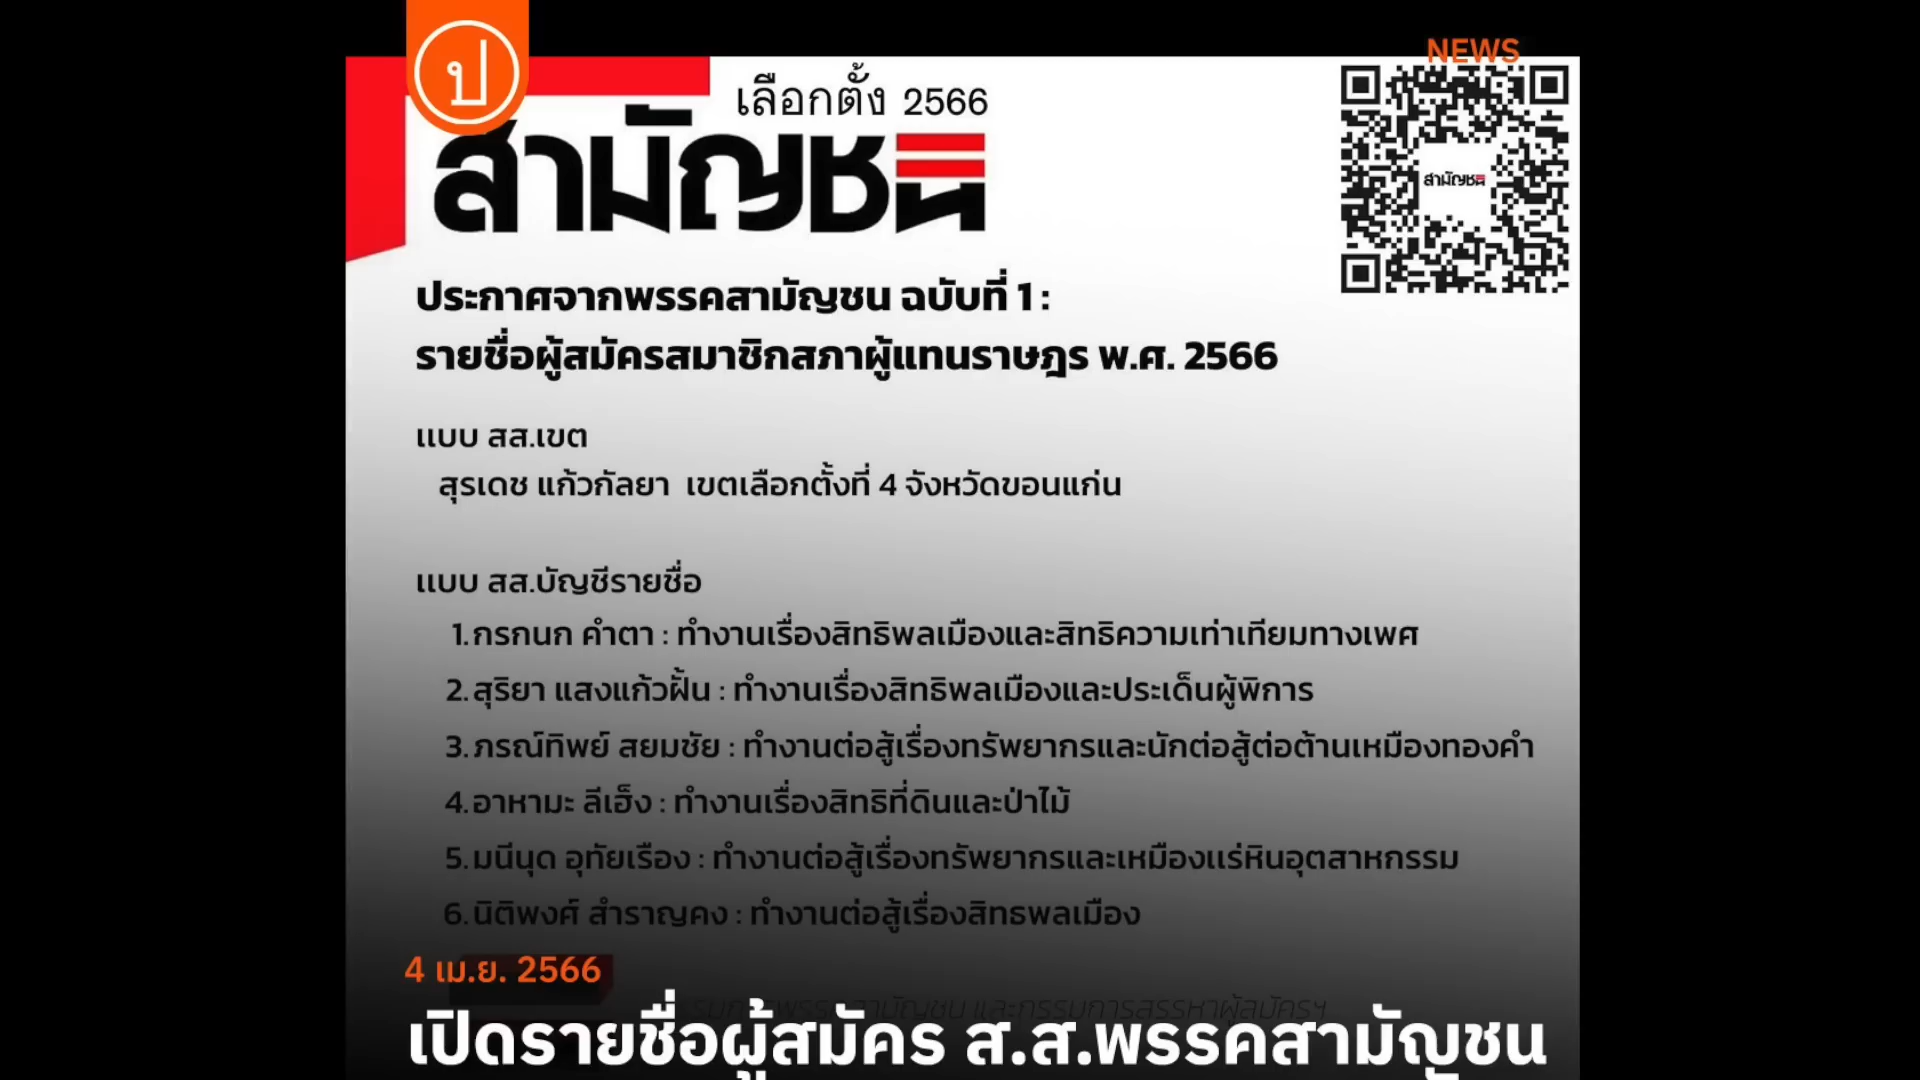 ป
NEWS
เลือกตั้ง 2566
สามัญชน
สามัญชน
ประกาศจากพรรคสามัญชน ฉบับที่ 1 :
รายชื่อผู้สมัครสมาชิกสภาผู้แทนราษฎร พ.ศ. 2566
แบบ สส.เขต
สุรเดช แก้วกัลยา เขตเลือกตั้งที่ 4 จังหวัดขอนแก่น
แบบ สส.บัญชีรายชื่อ
1. กรกนก คำตา : ทำงานเรื่องสิทธิพลเมืองและสิทธิความเท่าเทียมทางเพศ
2. สุริยา แสงแก้วฝั้น : ทำงานเรื่องสิทธิพลเมืองและประเด็นผู้พิการ
3. ภรณ์ทิพย์ สยมชัย : ทำงานต่อสู้เรื่องทรัพยากรและนักต่อสู้ต่อต้านเหมืองทองคำ
4. อาหามะ ลีเฮ็ง : ทำงานเรื่องสิทธิที่ดินและป่าไม้
5. มนีนุด อุทัยเรือง : ทำงานต่อสู้เรื่องทรัพยากรและเหมืองแร่หินอุตสาหกรรม
6. นิติพงศ์ สำราญคง : ทำงานต่อสู้เรื่องสิทธพลเมือง
4 เม.ย. 2566
และกรรมการสรรหาผู้สมัครฯ
เปิดรายชื่อผู้สมัคร ส.ส.พรรคสามัญชน